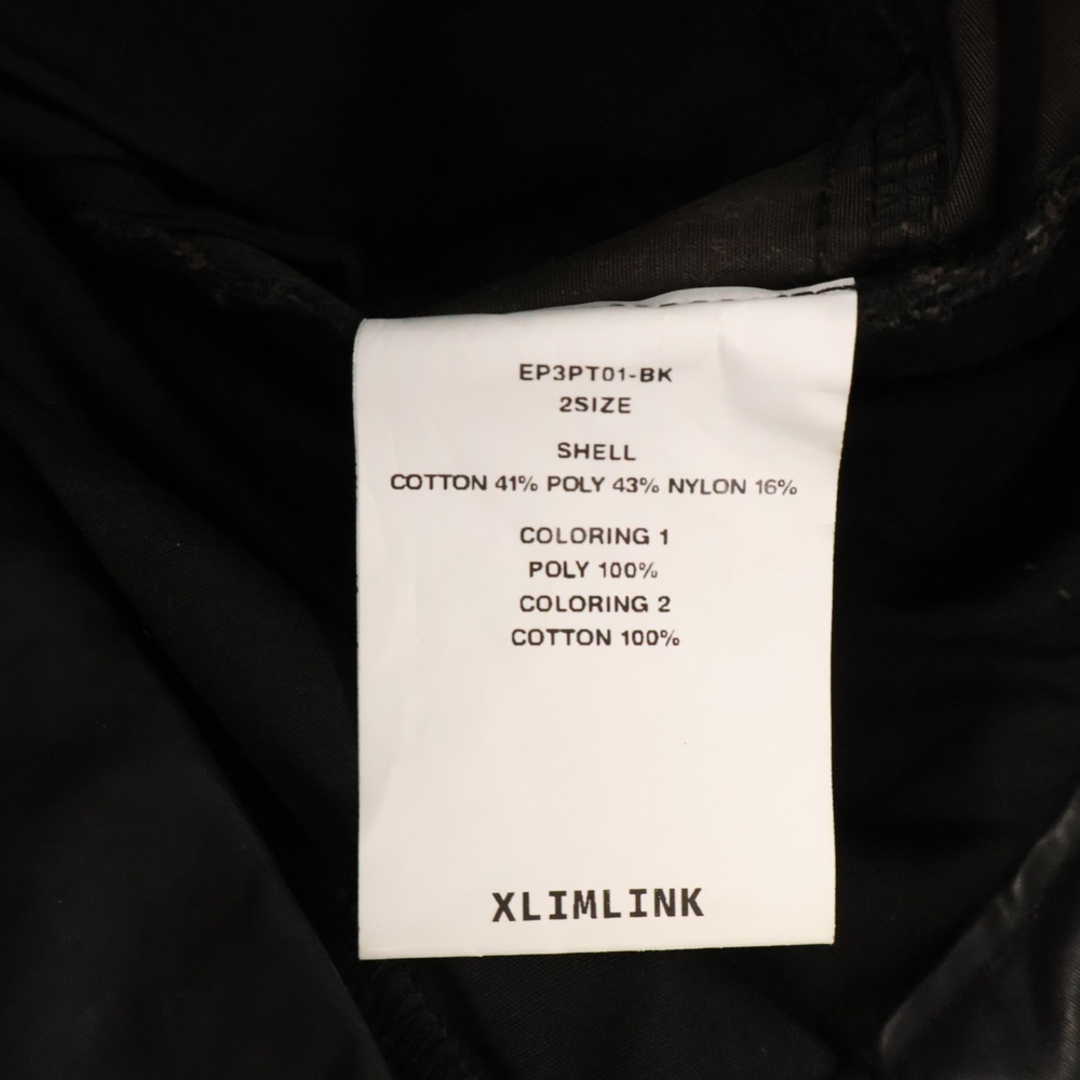 EP3PT01-BK
2SIZE
SHELL
COTTON 41% POLY 43% NYLON 16%
COLORING 1
POLY 100%
COLORING 2
COTTON 100%
XLIMLINK